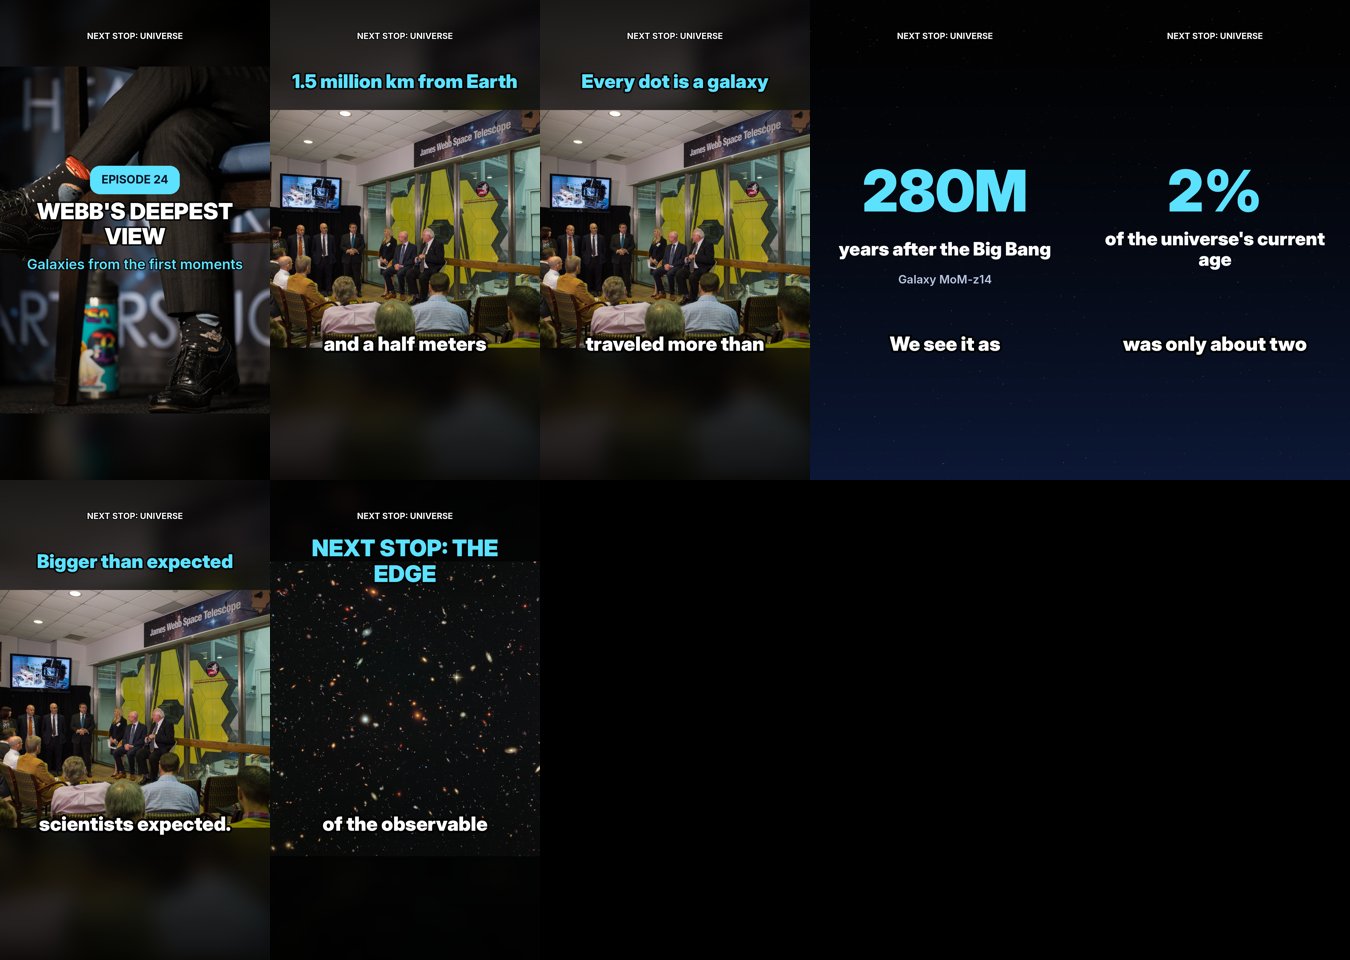 NEXT STOP: UNIVERSE
EPISODE 24
WEBB'S DEEPEST
VIEW
Galaxies from the first moments
NEXT STOP: UNIVERSE
1.5 million km from Earth
James Webb Space Telescope
and a half meters
NEXT STOP: UNIVERSE
Every dot is a galaxy
James Webb Space Telescope
traveled more than
NEXT STOP: UNIVERSE
280M
years after the Big Bang
Galaxy MoM-z14
We see it as
NEXT STOP: UNIVERSE
2%
of the universe's current
age
was only about two
NEXT STOP: UNIVERSE
Bigger than expected
James Webb Space Telescope
scientists expected.
NEXT STOP: UNIVERSE
NEXT STOP: THE
EDGE
of the observable